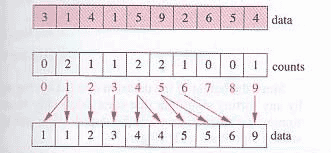 3 1 4 1 5 9 2 6 5 4 data
0 2 1 1 2 2 1 0 0 1 counts
0 1 2 3 4 5 6 7 8 9
1 1 2 3 4 4 5 5 6 9 data